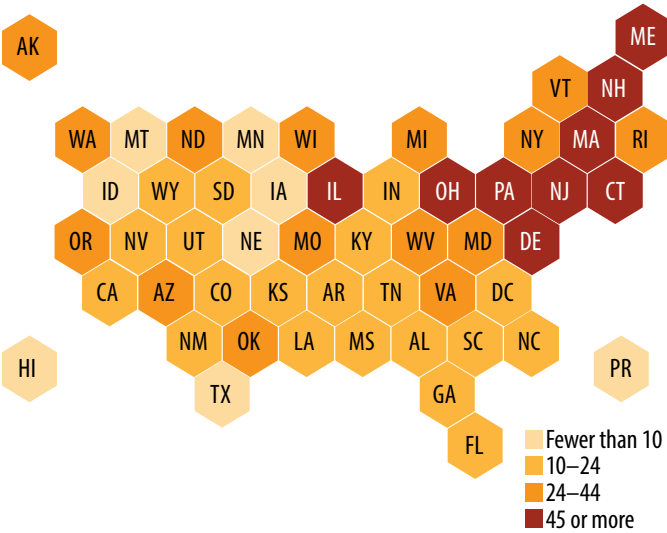 ME
AK
VT NH
WA MT ND MN WI MI NY MA RI
ID WY SD IA IL IN OH PA NJ CT
OR NV UT NE MO KY WV MD DE
CA AZ CO KS AR TN VA DC
NM OK LA MS AL SC NC
HI PR
TX GA
FL
Fewer than 10
10–24
24–44
45 or more